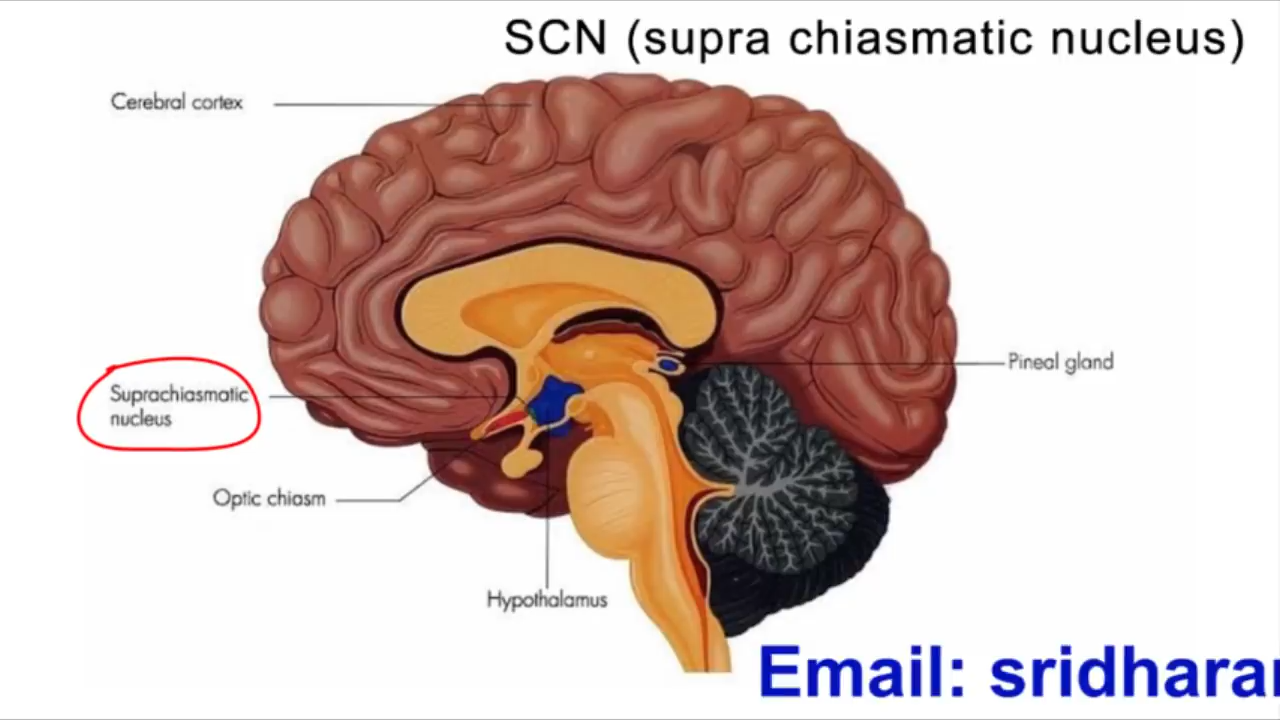 SCN (supra chiasmatic nucleus)
Cerebral cortex
Pineal gland
Suprachiasmatic
nucleus
Optic chiasm
Hypothalamus
Email: sridharan